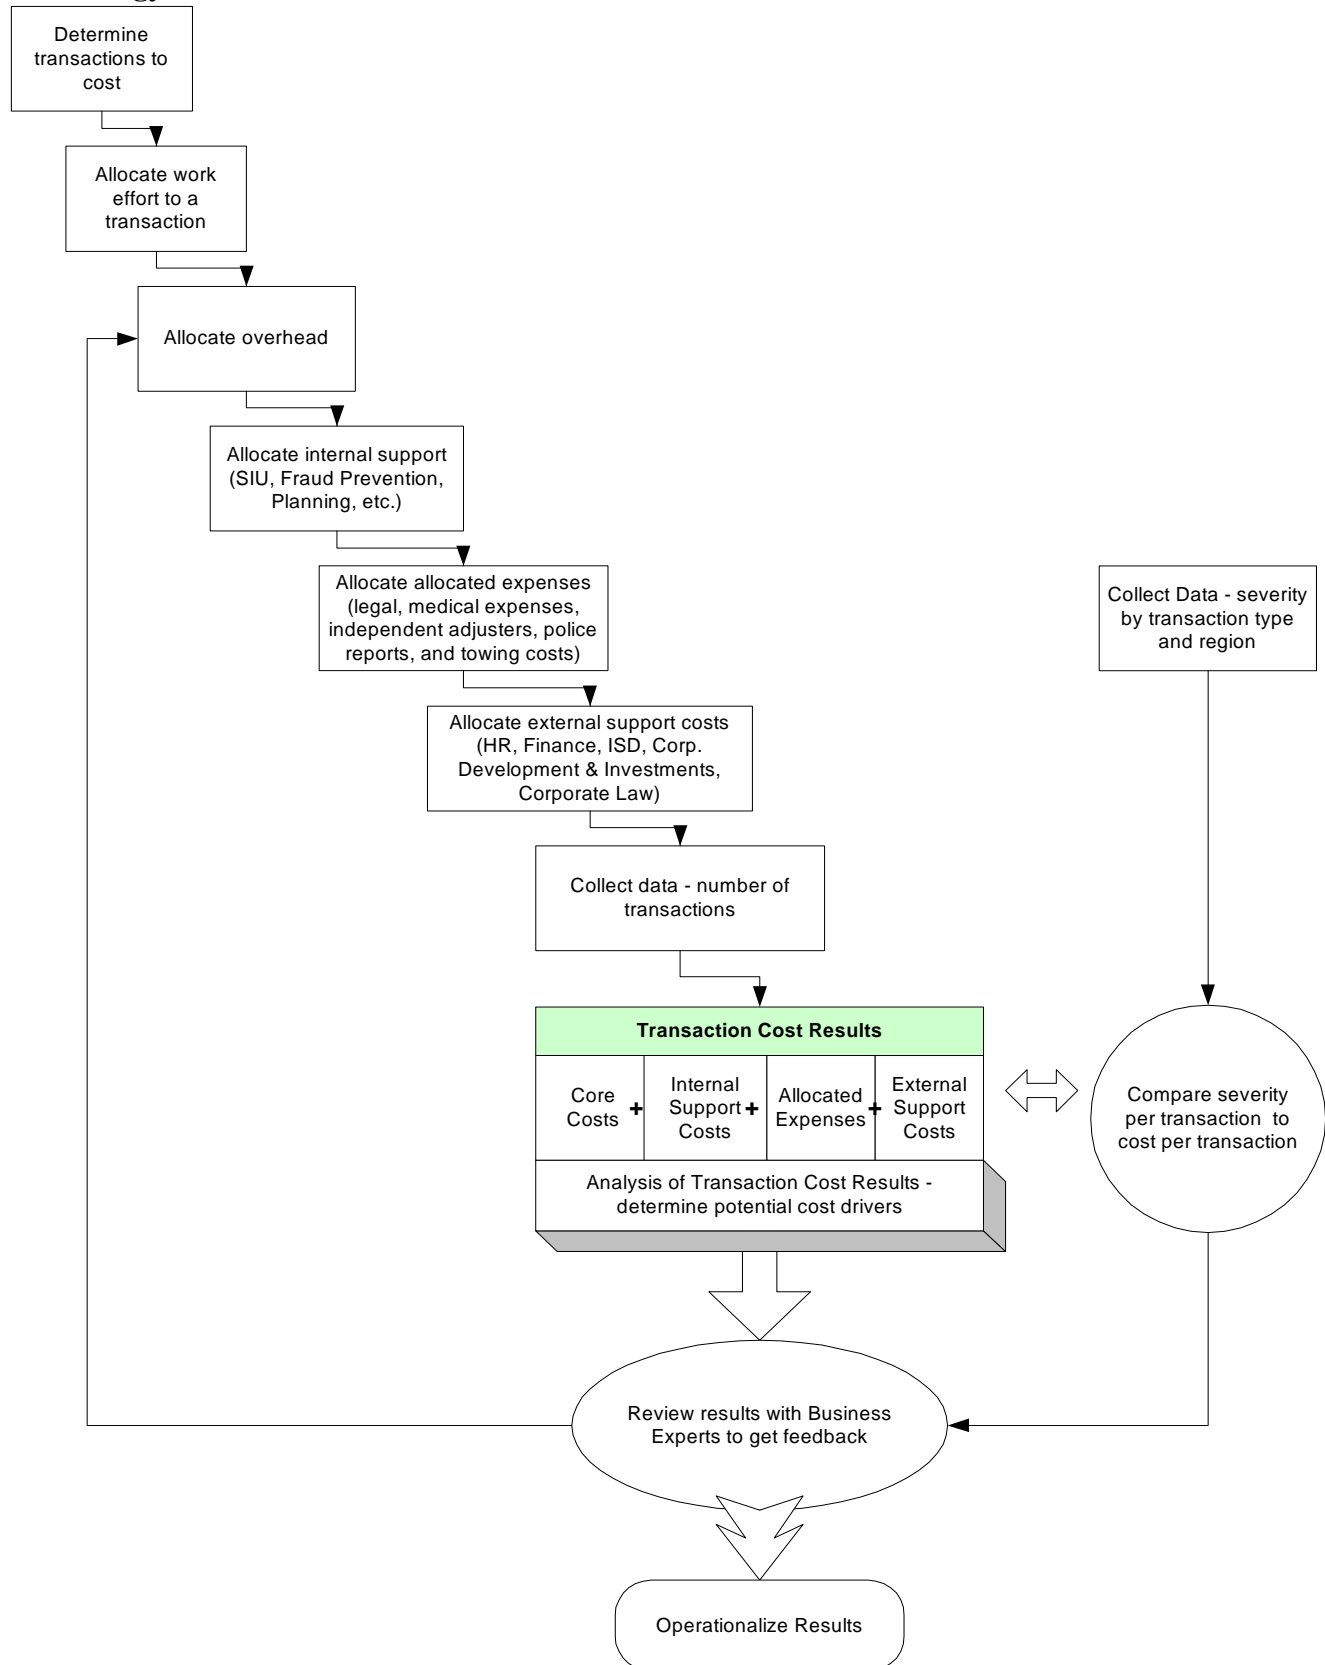 Determine
transactions to
cost
Allocate work
effort to a
transaction
Allocate overhead
Allocate internal support
(SIU, Fraud Prevention,
Planning, etc.)
Allocate allocated expenses
(legal, medical expenses,
independent adjusters, police
reports, and towing costs)
Collect Data - severity
by transaction type
and region
Allocate external support costs
(HR, Finance, ISD, Corp.
Development & Investments,
Corporate Law)
Collect data - number of
transactions
Transaction Cost Results
Core
Costs
+
Internal
Support
Costs
+
Allocated
Expenses
+
External
Support
Costs
Analysis of Transaction Cost Results -
determine potential cost drivers
Compare severity
per transaction to
cost per transaction
Review results with Business
Experts to get feedback
Operationalize Results